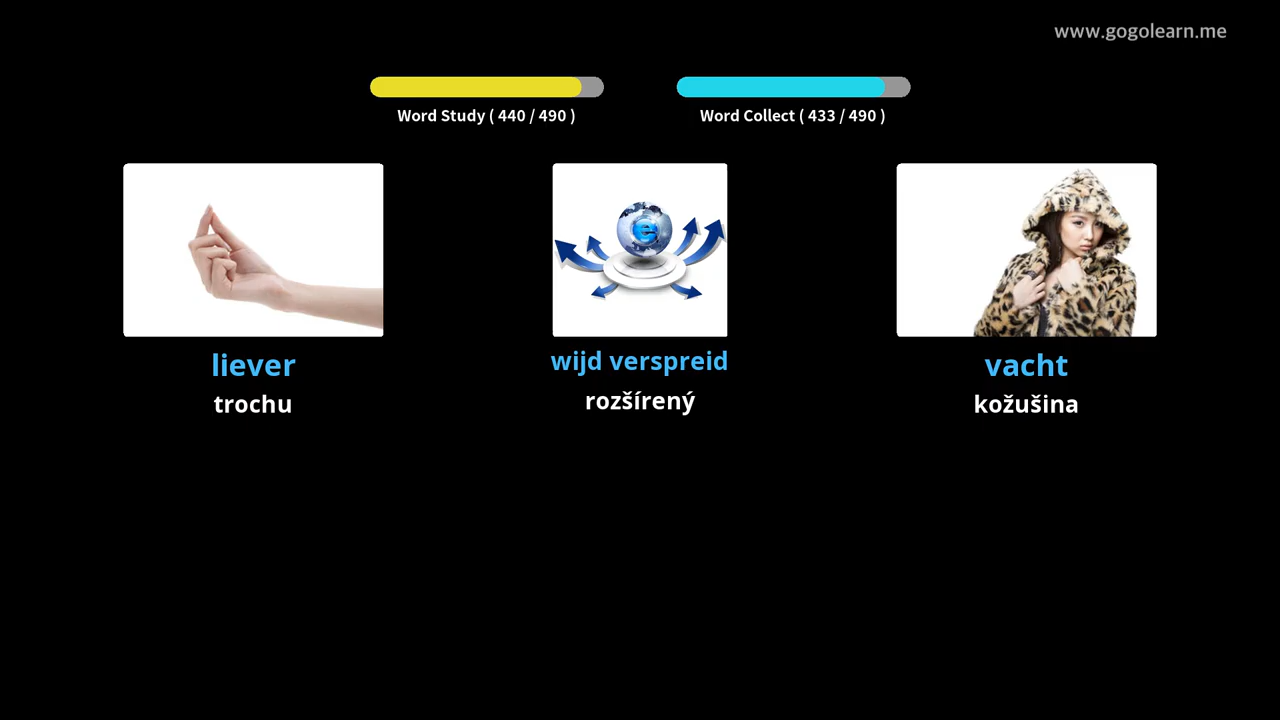 www.gogolearn.me
Word Study ( 440 / 490 )
Word Collect ( 433 / 490 )
e
liever
wijd verspreid
vacht
trochu
rozšírený
kožušina